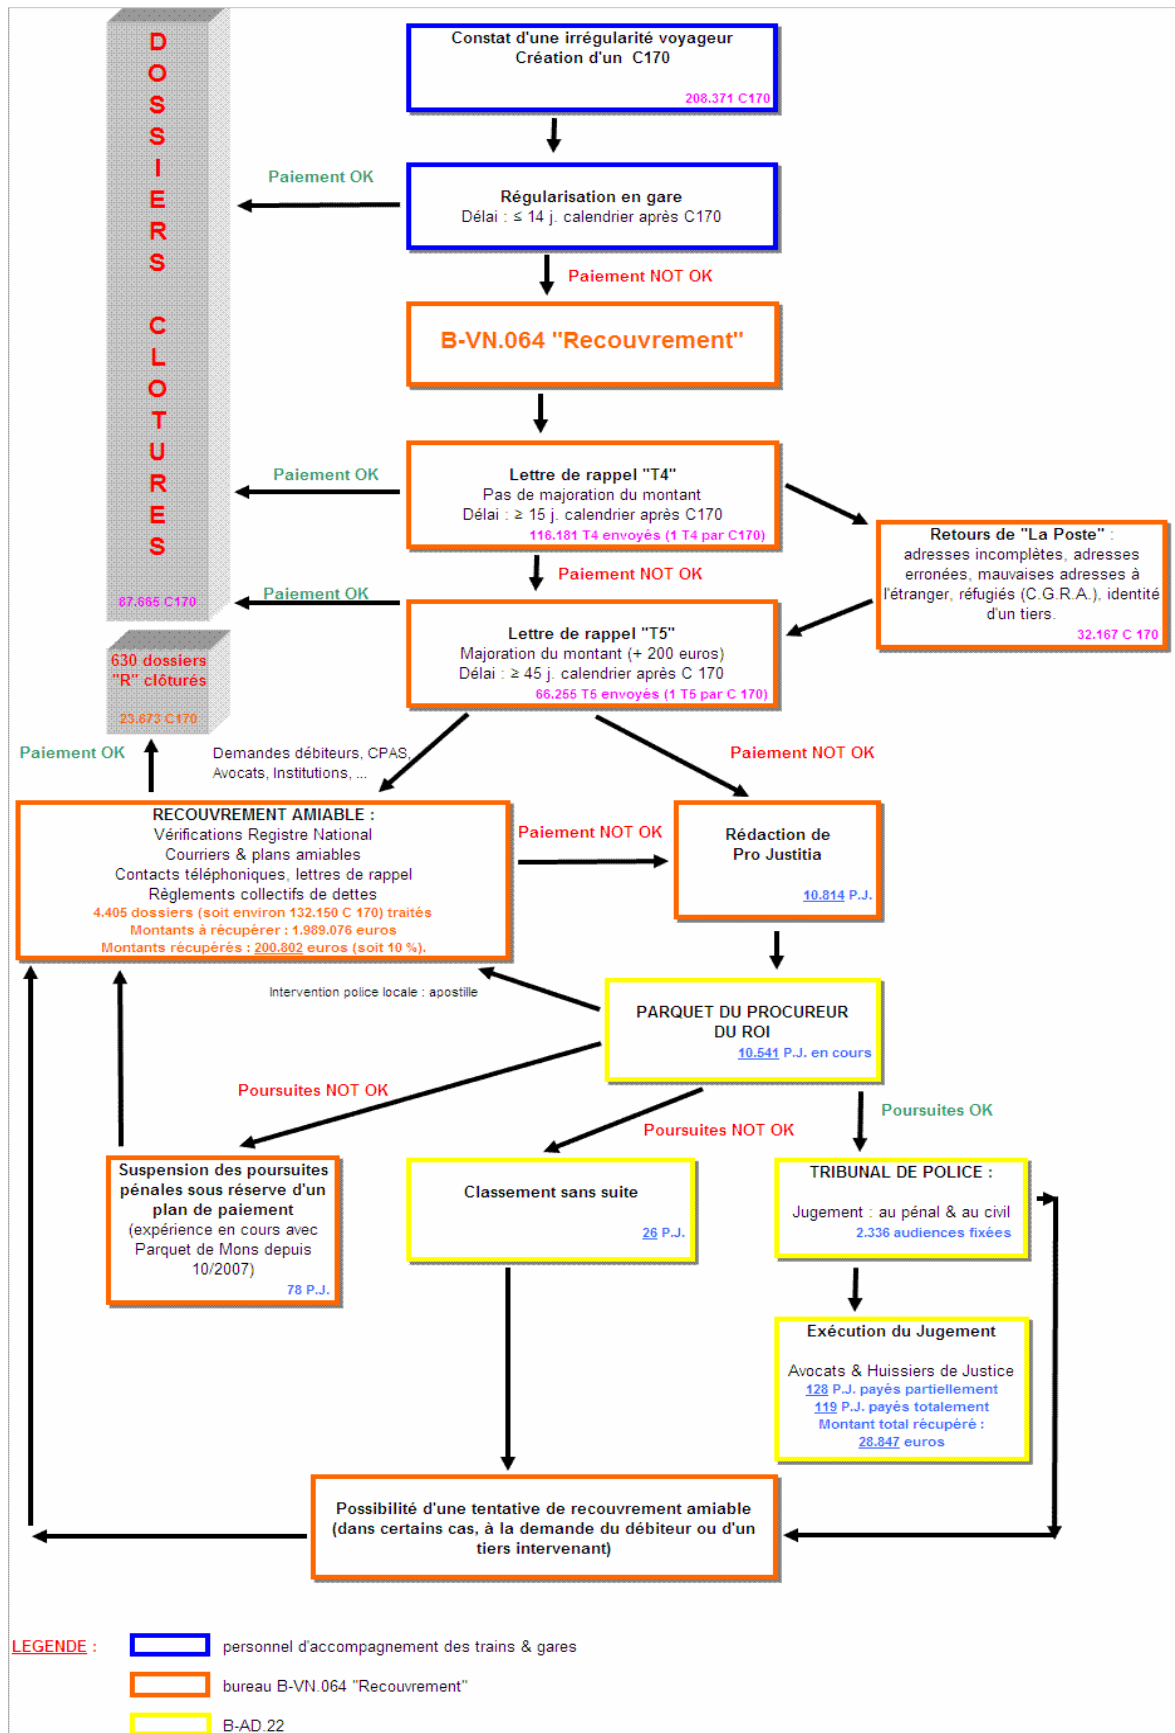 DOSSIERS CLOTURES
87.665 C170
630 dossiers
"R" clôturés
23.673 C170
Constat d'une irrégularité voyageur
Création d'un C170
208.371 C170
Paiement OK
Régularisation en gare
Délai : ≤ 14 j. calendrier après C170
Paiement NOT OK
B-VN.064 "Recouvrement"
Paiement OK
Lettre de rappel "T4"
Pas de majoration du montant
Délai : ≥ 15 j. calendrier après C170
116.181 T4 envoyés (1 T4 par C170)
Retours de "La Poste" :
adresses incomplètes, adresses
erronées, mauvaises adresses à
l'étranger, réfugiés (C.G.R.A.), identité
d'un tiers.
32.167 C 170
Paiement NOT OK
Paiement OK
Lettre de rappel "T5"
Majoration du montant (+ 200 euros)
Délai : ≥ 45 j. calendrier après C 170
66.255 T5 envoyés (1 T5 par C 170)
Paiement OK
Demandes débiteurs, CPAS,
Avocats, Institutions, ...
Paiement NOT OK
RECOUVREMENT AMIABLE :
Vérifications Registre National
Courriers & plans amiables
Contacts téléphoniques, lettres de rappel
Règlements collectifs de dettes
4.405 dossiers (soit environ 132.150 C 170) traités
Montants à récupérer : 1.989.076 euros
Montants récupérés : 200.802 euros (soit 10 %).
Paiement NOT OK
Rédaction de
Pro Justitia
10.814 P.J.
Intervention police locale : apostille
PARQUET DU PROCUREUR
DU ROI
10.541 P.J. en cours
Poursuites NOT OK
Poursuites NOT OK
Poursuites OK
Suspension des poursuites
pénales sous réserve d'un
plan de paiement
(expérience en cours avec
Parquet de Mons depuis
10/2007)
78 P.J.
Classement sans suite
26 P.J.
TRIBUNAL DE POLICE :
Jugement : au pénal & au civil
2.336 audiences fixées
Exécution du Jugement
Avocats & Huissiers de Justice
128 P.J. payés partiellement
119 P.J. payés totalement
Montant total récupéré :
28.847 euros
Possibilité d'une tentative de recouvrement amiable
(dans certains cas, à la demande du débiteur ou d'un
tiers intervenant)
LEGENDE :
personnel d'accompagnement des trains & gares
bureau B-VN.064 "Recouvrement"
B-AD.22